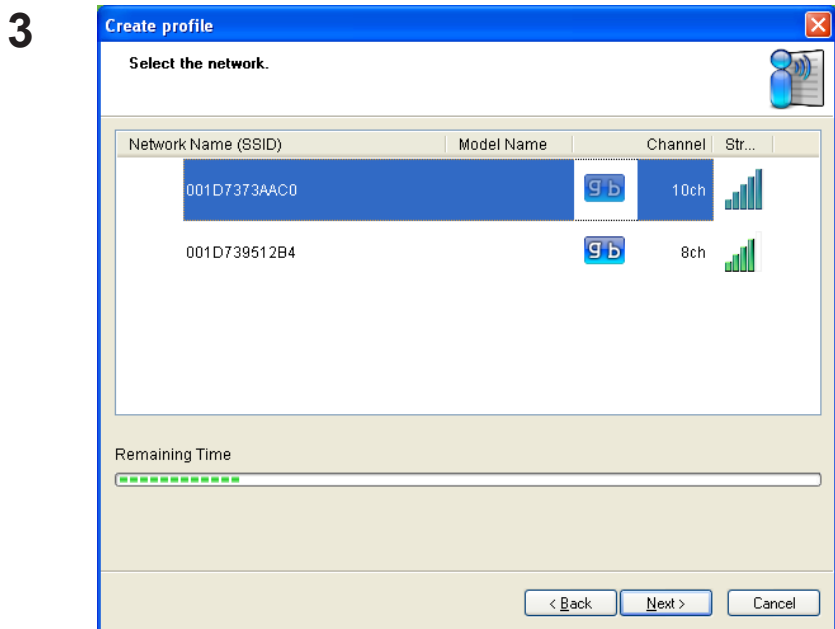 3
Create profile
Select the network.
Network Name (SSID) Model Name Channel Str...
001D7373AAC0 g b 10ch
001D739512B4 g b 8ch
Remaining Time
< Back Next > Cancel